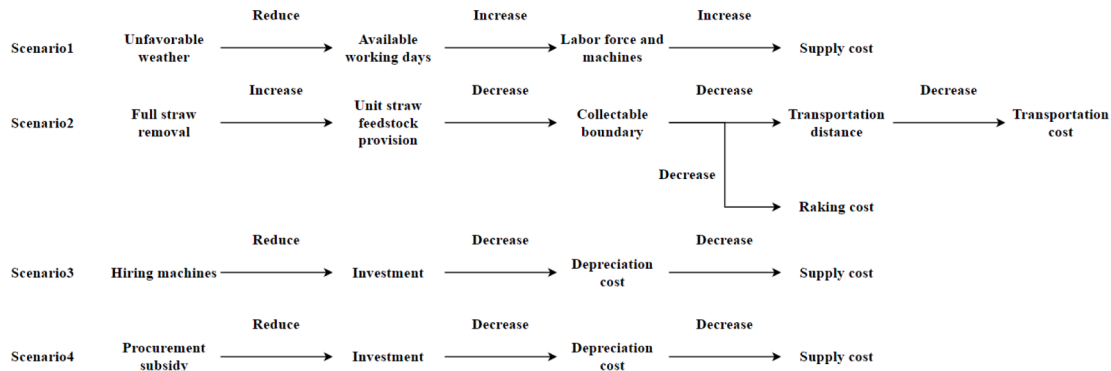 Reduce Increase Increase
Scenario1 Unfavorable weather Available working days Labor force and machines Supply cost
Increase Decrease Decrease Decrease
Scenario2 Full straw removal Unit straw feedstock provision Collectable boundary Transportation distance Transportation cost
Decrease
Raking cost
Reduce Decrease Decrease
Scenario3 Hiring machines Investment Depreciation cost Supply cost
Reduce Decrease Decrease
Scenario4 Procurement subsidy Investment Depreciation cost Supply cost